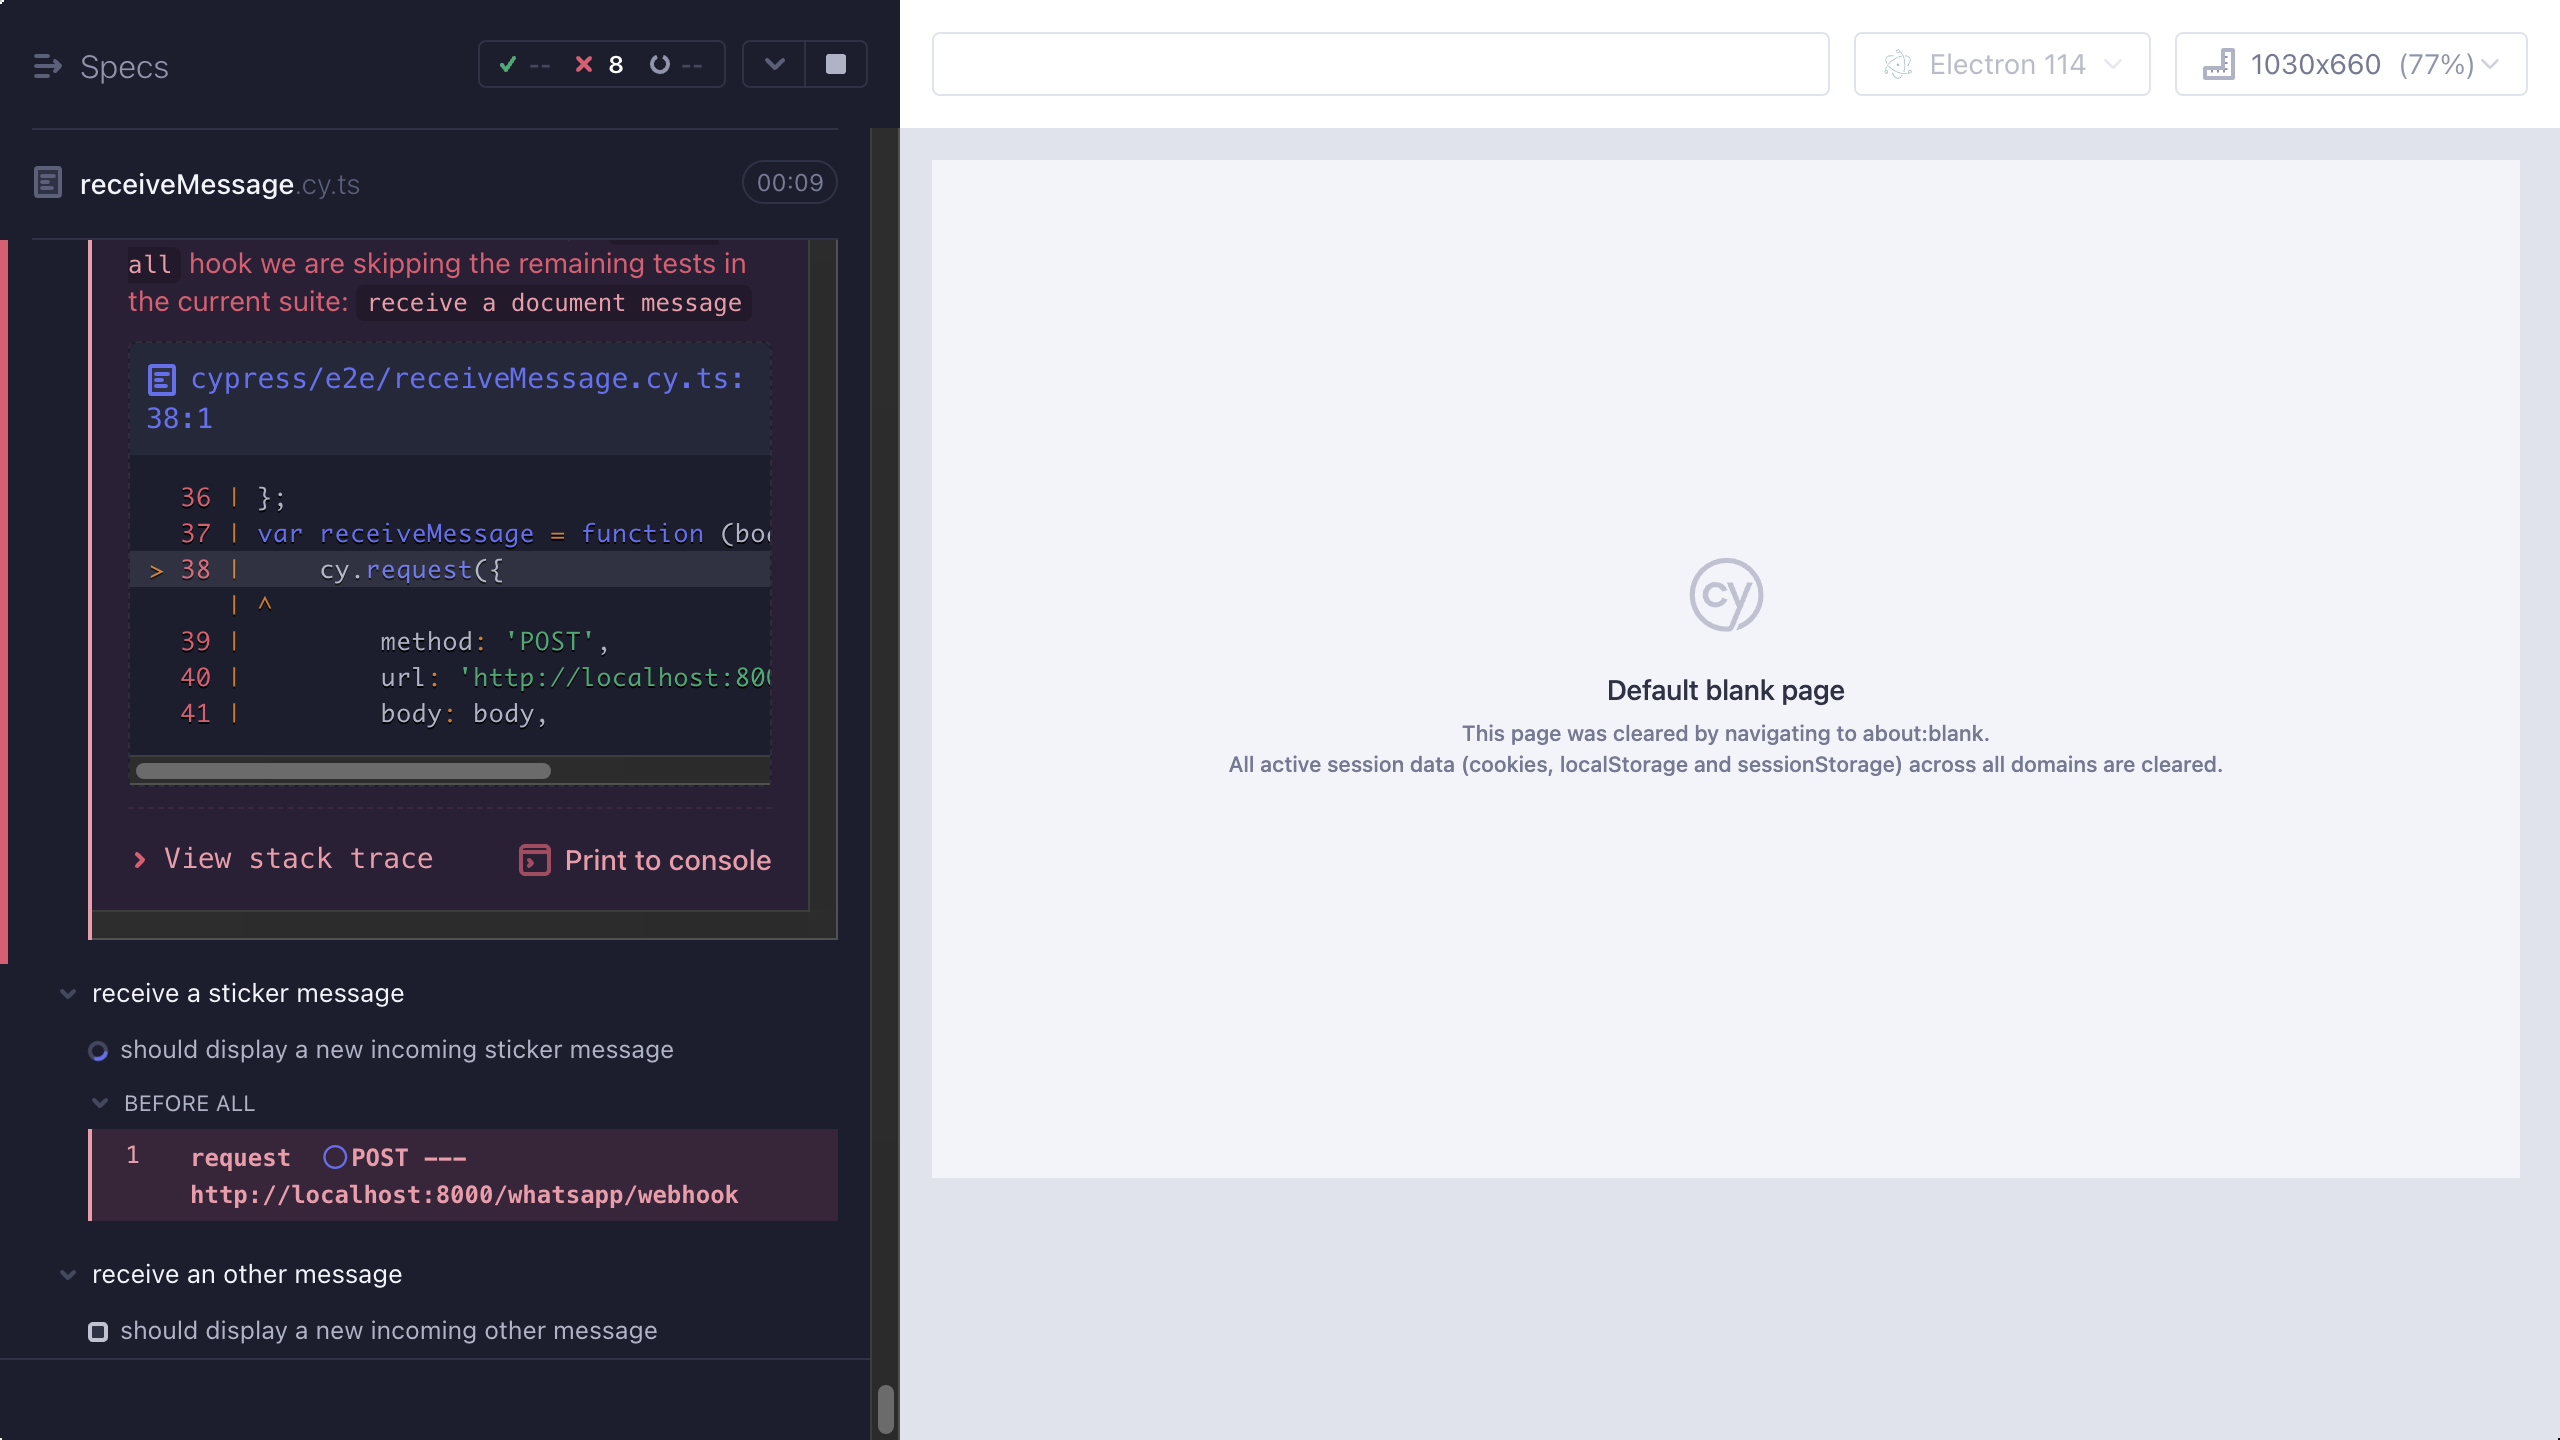 Specs
-- 8 --
receiveMessage.cy.ts
00:09
all hook we are skipping the remaining tests in
the current suite: receive a document message
cypress/e2e/receiveMessage.cy.ts:
38:1
36 | };
37 | var receiveMessage = function (bo
> 38 |     cy.request({
| ^
39 |         method: 'POST',
40 |         url: 'http://localhost:80
41 |         body: body,
View stack trace
Print to console
receive a sticker message
should display a new incoming sticker message
BEFORE ALL
1 request POST ---
http://localhost:8000/whatsapp/webhook
receive an other message
should display a new incoming other message
Electron 114
1030x660 (77%)
cy
Default blank page
This page was cleared by navigating to about:blank.
All active session data (cookies, localStorage and sessionStorage) across all domains are cleared.